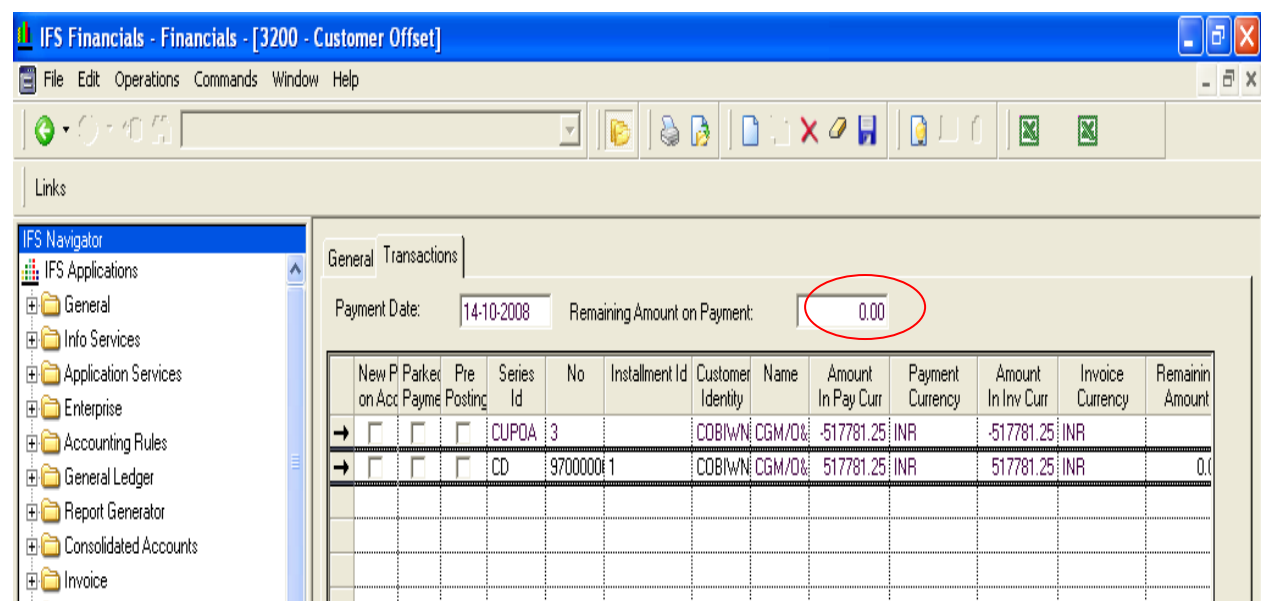 IFS Financials - Financials - [3200 - Customer Offset]
File Edit Operations Commands Window Help
Links
IFS Navigator
IFS Applications
General
Info Services
Application Services
Enterprise
Accounting Rules
General Ledger
Report Generator
Consolidated Accounts
Invoice
General Transactions
Payment Date: 14-10-2008 Remaining Amount on Payment: 0.00
New P Parked Pre Series No Installment Id Customer Name Amount Payment Amount Invoice Remainin
on Acc Payme Posting Id Identity In Pay Curr Currency In Inv Curr Currency Amount
CUPOA 3 COBIWN CGM/O& -517781.25 INR -517781.25 INR
CD 9700000 1 COBIWN CGM/O& 517781.25 INR 517781.25 INR 0.0